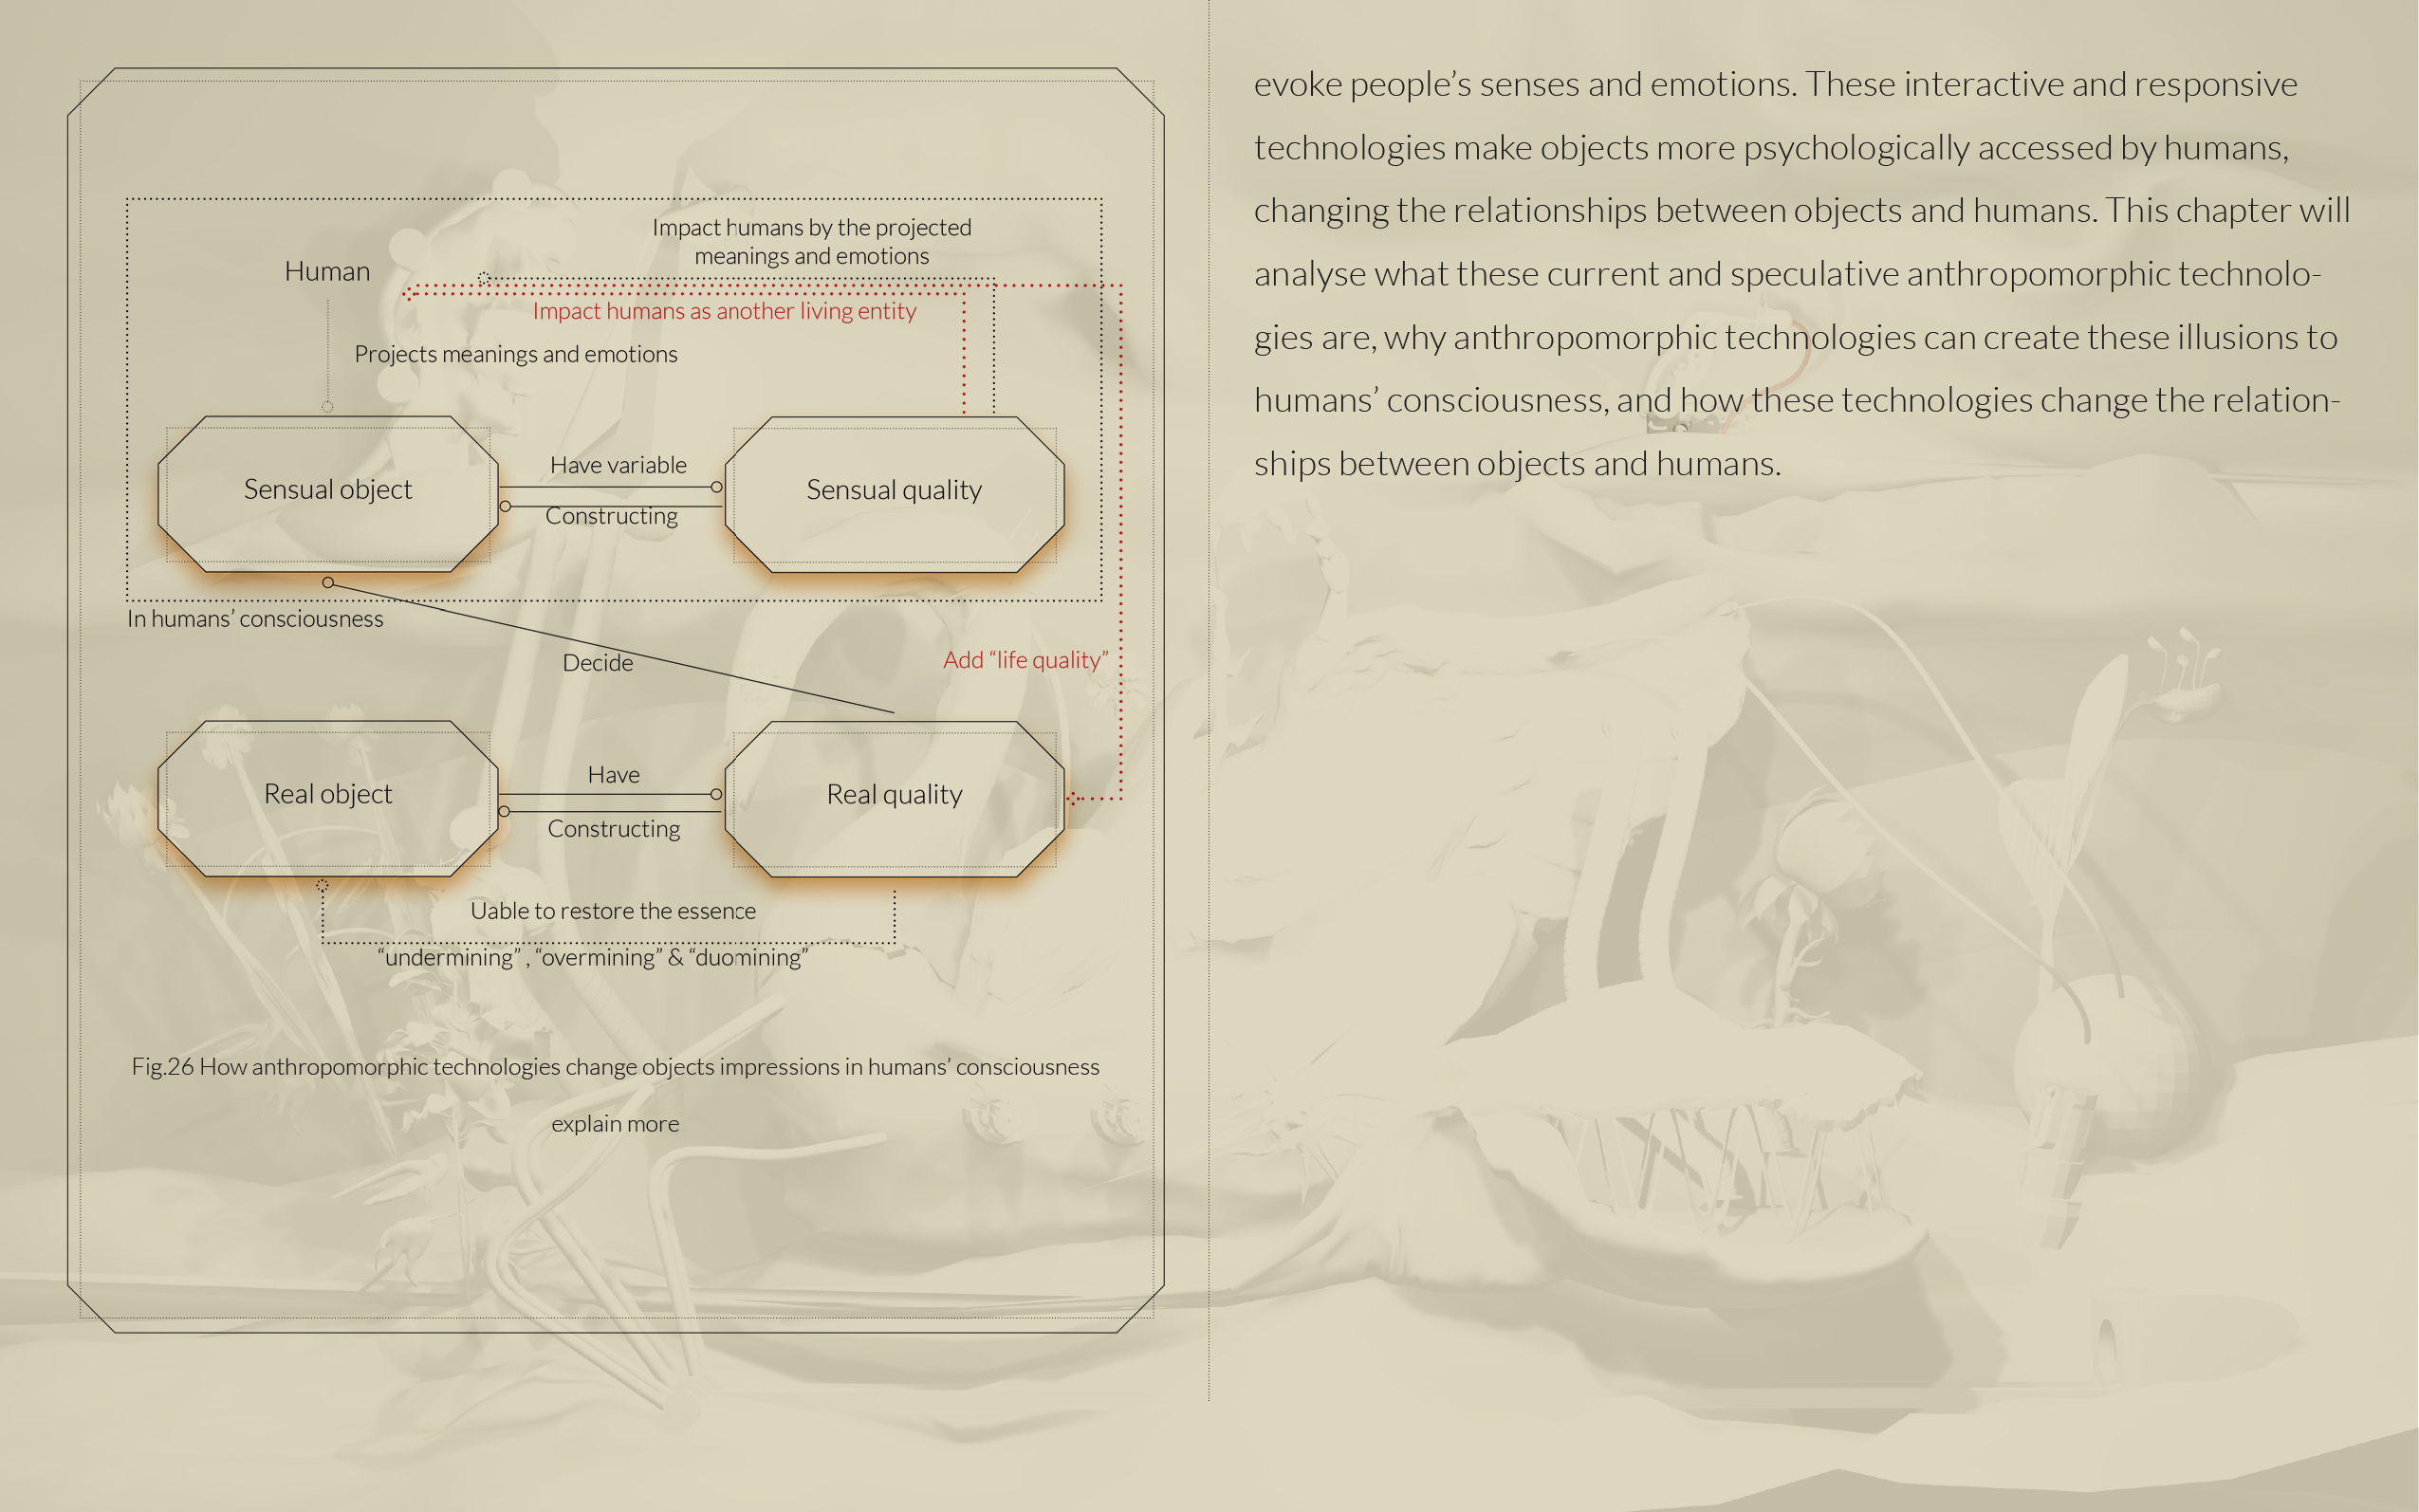 Impact humans by the projected
meanings and emotions
Human
Impact humans as another living entity
Projects meanings and emotions
Sensual object
Have variable
Constructing
Sensual quality
In humans’ consciousness
Decide
Add “life quality”
Real object
Have
Constructing
Real quality
Uable to restore the essence
“undermining” , “overmining” & “duomining”
Fig.26 How anthropomorphic technologies change objects impressions in humans’ consciousness
explain more
evoke people’s senses and emotions. These interactive and responsive
technologies make objects more psychologically accessed by humans,
changing the relationships between objects and humans. This chapter will
analyse what these current and speculative anthropomorphic technolo-
gies are, why anthropomorphic technologies can create these illusions to
humans’ consciousness, and how these technologies change the relation-
ships between objects and humans.